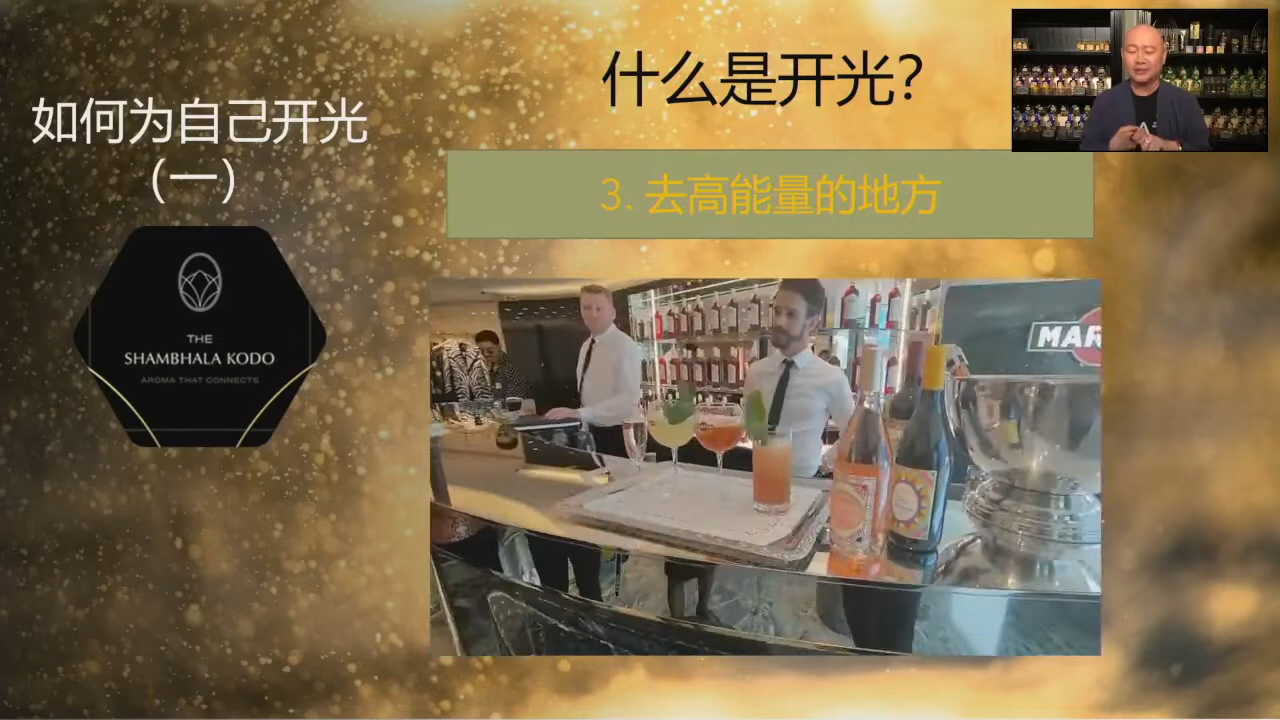 如何为自己开光
(一)
THE
SHAMBHALA KODO
AROMA THAT CONNECTS
什么是开光?
3. 去高能量的地方
MAR